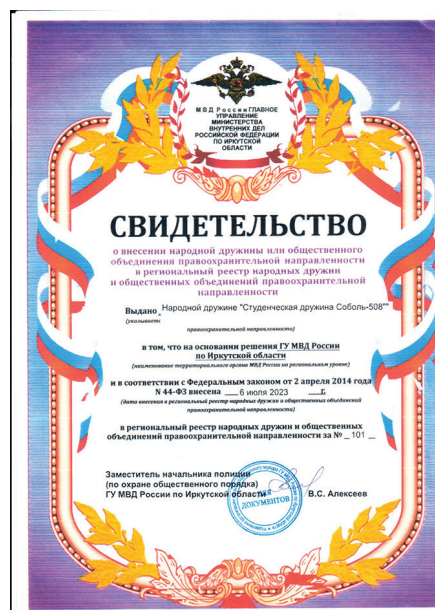 МВД России ГЛАВНОЕ
УПРАВЛЕНИЕ
МИНИСТЕРСТВА
ВНУТРЕННИХ ДЕЛ
РОССИЙСКОЙ ФЕДЕРАЦИИ
ПО ИРКУТСКОЙ
ОБЛАСТИ
СВИДЕТЕЛЬСТВО
о внесении народной дружины или общественного
объединения правоохранительной направленности
в региональный реестр народных дружин
и общественных объединений правоохранительной
направленности
Выдано Народной дружине "Студенческая дружина Соболь-508""
(указывается
правоохранительной направленности)
в том, что на основании решения ГУ МВД России
по Иркутской области
(наименование территориального органа МВД России на региональном уровне)
и в соответствии с Федеральным законом от 2 апреля 2014 года
N 44-ФЗ внесена 6 июля 2023 г.
(дата внесения в региональный реестр народных дружин и общественных объединений
правоохранительной направленности)
в региональный реестр народных дружин и общественных
объединений правоохранительной направленности за № _ 101 __
Заместитель начальника полиции
(по охране общественного порядка)
ГУ МВД России по Иркутской области В.С. Алексеев
ДОКУМЕНТОВ